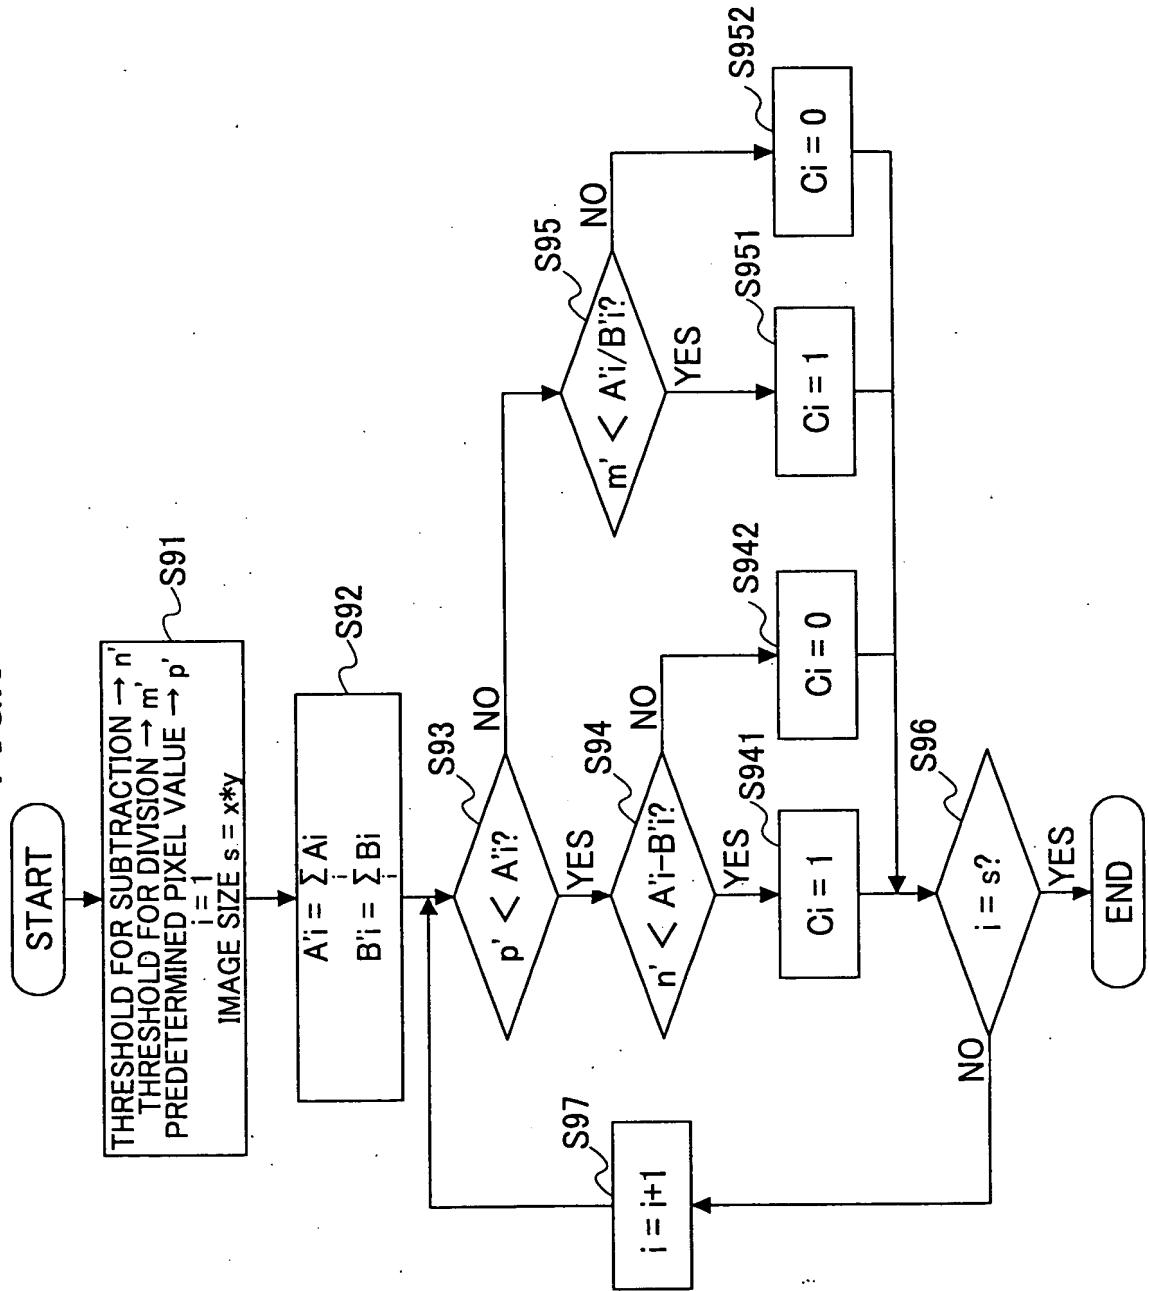 START
THRESHOLD FOR SUBTRACTION → n'
THRESHOLD FOR DIVISION → m'
PREDETERMINED PIXEL VALUE → p'
i = 1
IMAGE SIZE s = x*y
S91
A'i = Σ Ai
i
B'i = Σ Bi
i
S92
p' < A'i?
S93
YES
NO
n' < A'i−B'i?
S94
YES
NO
m' < A'i/B'i?
S95
YES
NO
Ci = 1
S941
Ci = 0
S942
Ci = 1
S951
Ci = 0
S952
i = s?
S96
NO
YES
i = i+1
S97
END